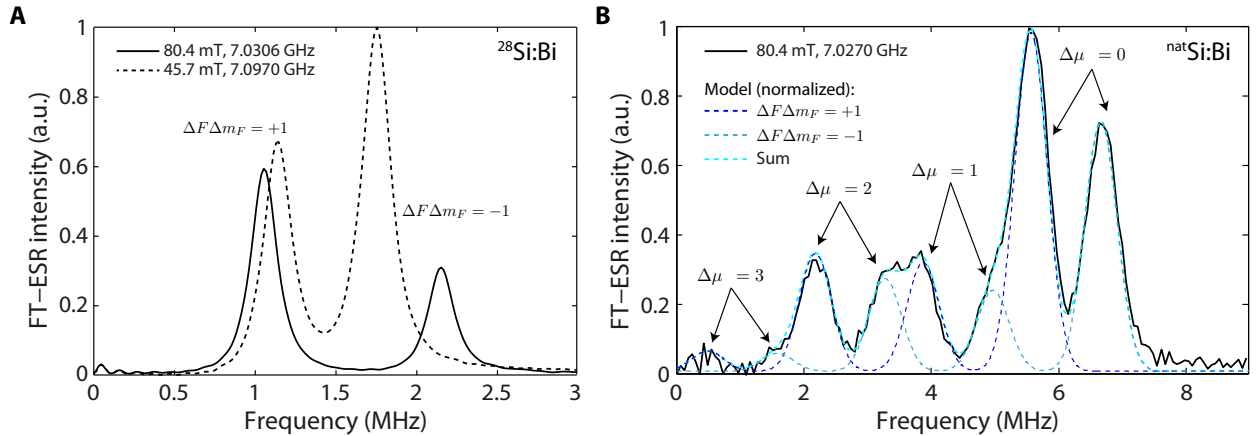 A
80.4 mT, 7.0306 GHz
45.7 mT, 7.0970 GHz
²⁸Si:Bi
ΔFΔm_F = +1
ΔFΔm_F = −1
FT−ESR intensity (a.u.)
1
0.8
0.6
0.4
0.2
0
0 0.5 1 1.5 2 2.5 3
Frequency (MHz)
B
80.4 mT, 7.0270 GHz
ⁿᵃᵗSi:Bi
Model (normalized):
ΔFΔm_F = +1
ΔFΔm_F = −1
Sum
Δμ = 0
Δμ = 1
Δμ = 2
Δμ = 3
FT−ESR intensity (a.u.)
1
0.8
0.6
0.4
0.2
0
0 2 4 6 8
Frequency (MHz)